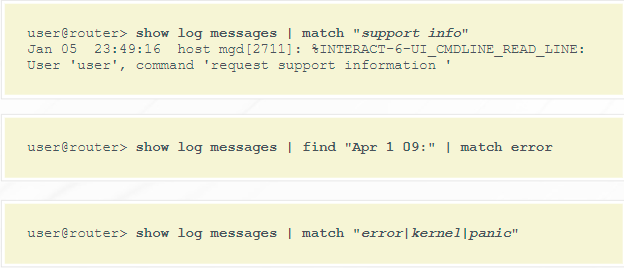 user@router> show log messages | match "support info"
Jan 05  23:49:16  host mgd[2711]: %INTERACT-6-UI_CMDLINE_READ_LINE:
User 'user', command 'request support information '
user@router> show log messages | find "Apr 1 09:" | match error
user@router> show log messages | match "error|kernel|panic"